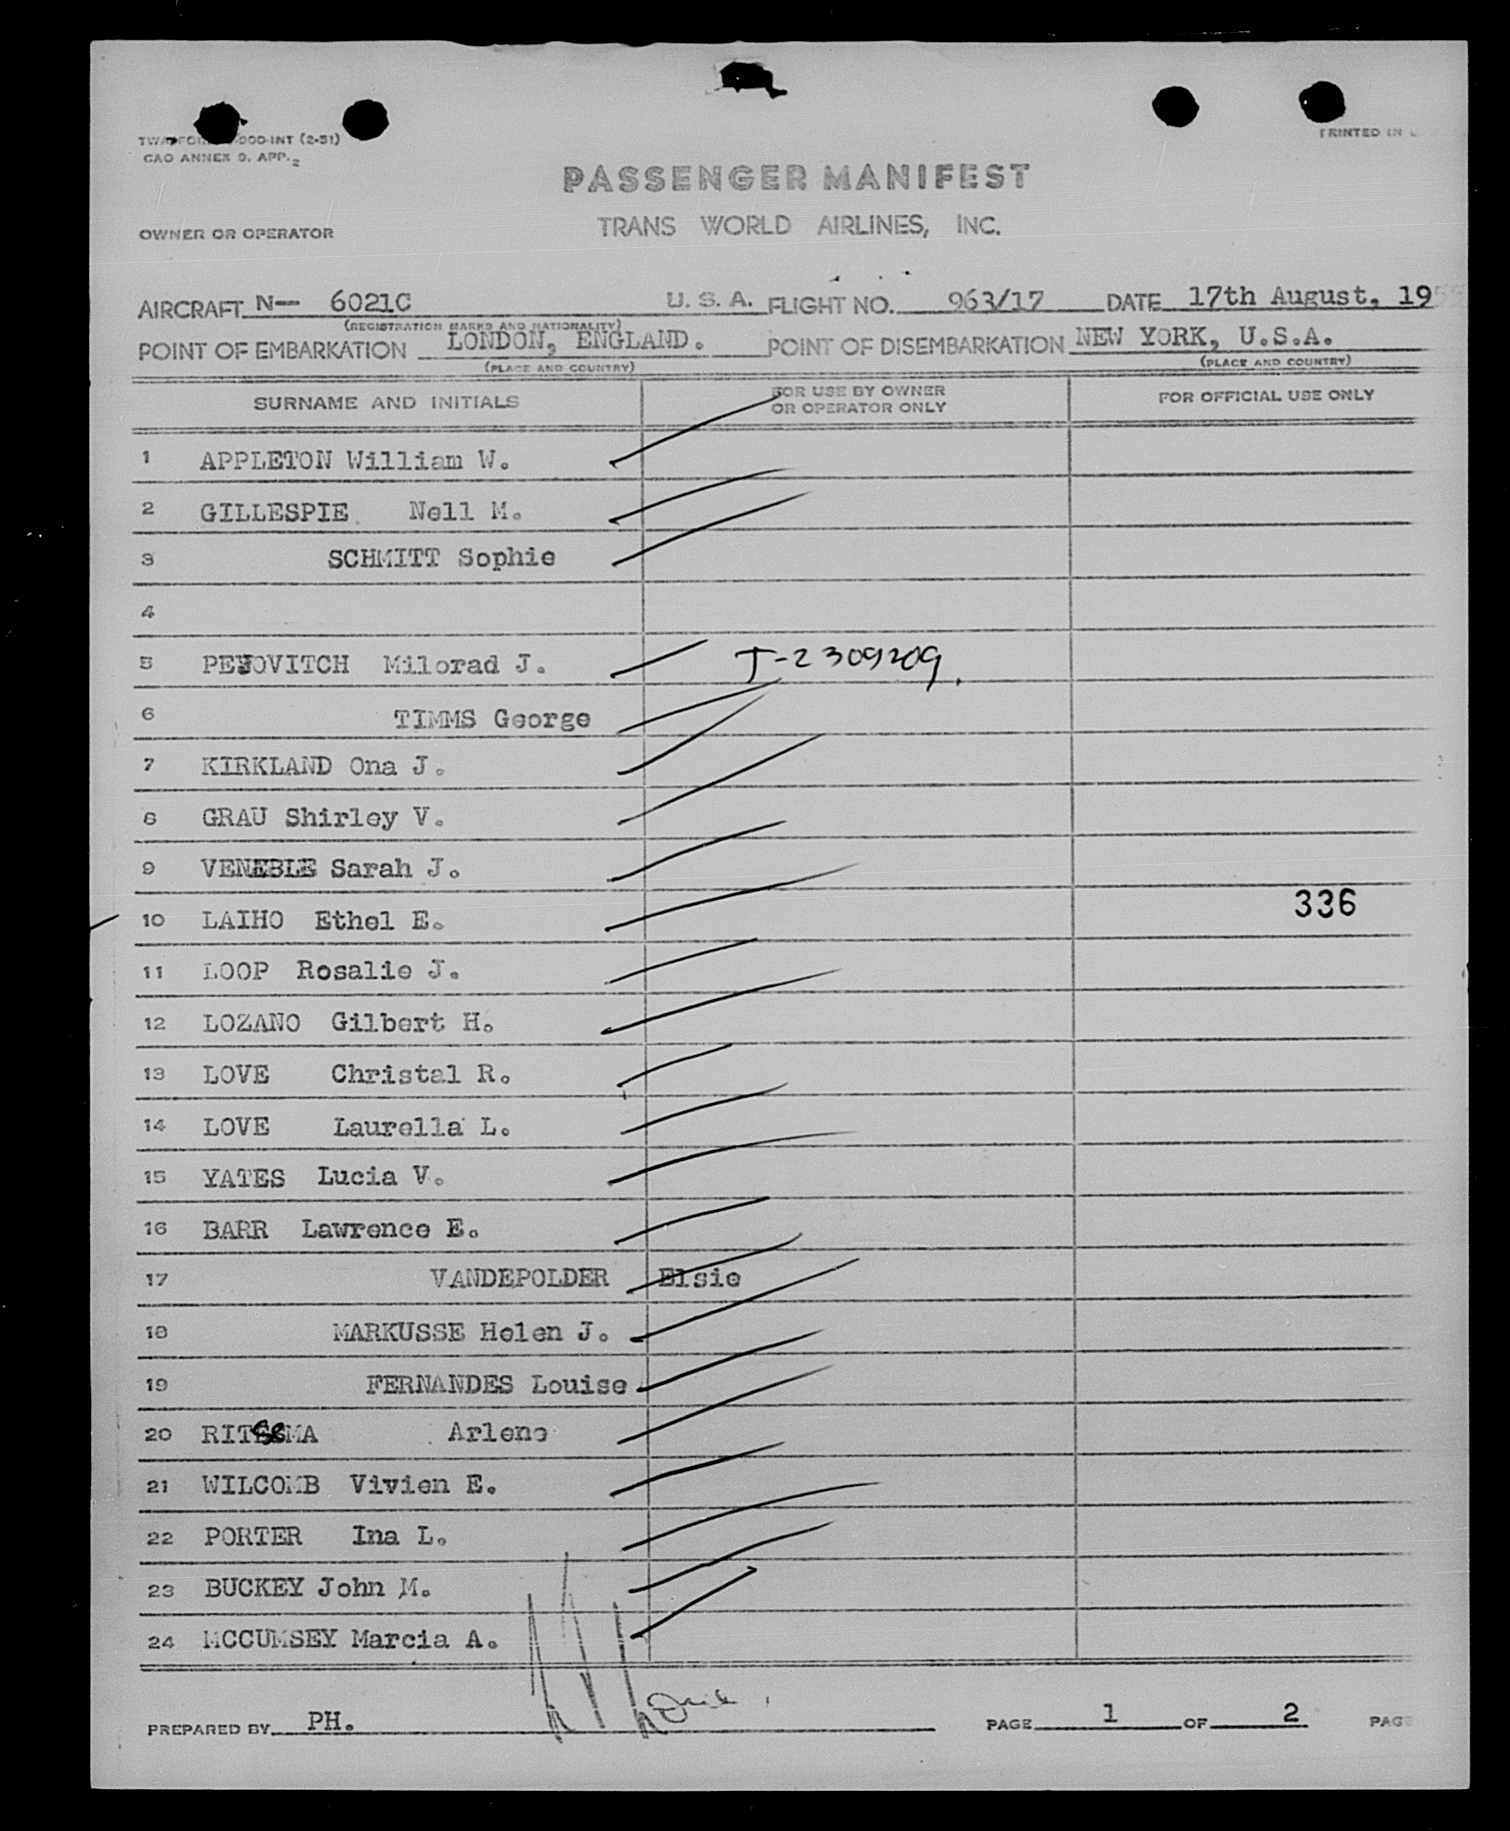 000-INT (2-51)
CAO ANNEX 9. APP. 2
PRINTED IN
PASSENGER MANIFEST
OWNER OR OPERATOR
TRANS WORLD AIRLINES, INC.
AIRCRAFT N-- 6021C U. S. A. FLIGHT NO. 963/17 DATE 17th August, 19
(REGISTRATION MARKS AND NATIONALITY)
POINT OF EMBARKATION LONDON, ENGLAND. POINT OF DISEMBARKATION NEW YORK, U.S.A.
(PLACE AND COUNTRY) (PLACE AND COUNTRY)
SURNAME AND INITIALS FOR USE BY OWNER OR OPERATOR ONLY FOR OFFICIAL USE ONLY
1 APPLETON William W.
2 GILLESPIE Nell M.
3 SCHMITT Sophie
4
5 PEJOVITCH Milorad J. T-2309209.
6 TIMMS George
7 KIRKLAND Ona J.
8 GRAU Shirley V.
9 VENEBLE Sarah J.
10 LAIHO Ethel E. 336
11 LOOP Rosalie J.
12 LOZANO Gilbert H.
13 LOVE Christal R.
14 LOVE Laurella L.
15 YATES Lucia V.
16 BARR Lawrence E.
17 VANDEPOLDER Elsie
18 MARKUSSE Helen J.
19 FERNANDES Louise
20 RITSEMA Arlene
21 WILCOMB Vivien E.
22 PORTER Ina L.
23 BUCKEY John M.
24 MCCUMSEY Marcia A.
PREPARED BY PH. PAGE 1 OF 2 PAGE